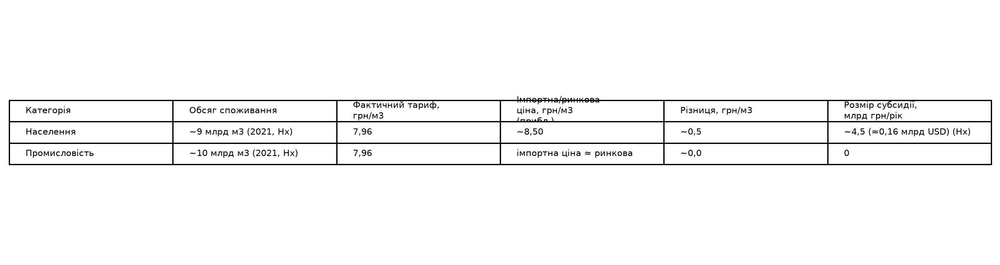 Категорія
Обсяг споживання
Фактичний тариф,
грн/м3
Імпортна/ринкова
ціна, грн/м3
(прибл.)
Різниця, грн/м3
Розмір субсидії,
млрд грн/рік
Населення
~9 млрд м3 (2021, Нх)
7,96
~8,50
~0,5
~4,5 (≈0,16 млрд USD) (Нх)
Промисловість
~10 млрд м3 (2021, Нх)
7,96
імпортна ціна ≈ ринкова
~0,0
0